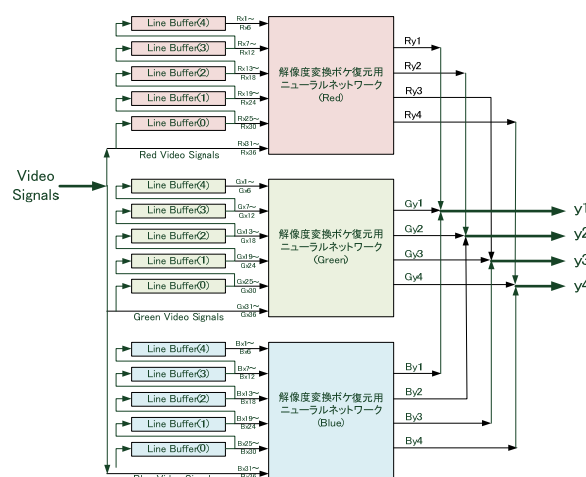 Line Buffer(4)
Rx1～
Rx6
Line Buffer(3)
Rx7～
Rx12
Line Buffer(2)
Rx13～
Rx18
Line Buffer(1)
Rx19～
Rx24
Line Buffer(0)
Rx25～
Rx30
Rx31～
Rx36
Red Video Signals
解像度変換ボケ復元用
ニューラルネットワーク
(Red)
Ry1
Ry2
Ry3
Ry4
Video
Signals
Line Buffer(4)
Gx1～
Gx6
Line Buffer(3)
Gx7～
Gx12
Line Buffer(2)
Gx13～
Gx18
Line Buffer(1)
Gx19～
Gx24
Line Buffer(0)
Gx25～
Gx30
Gx31～
Gx36
Green Video Signals
解像度変換ボケ復元用
ニューラルネットワーク
(Green)
Gy1
Gy2
Gy3
Gy4
y1
y2
y3
y4
Line Buffer(4)
Bx1～
Bx6
Line Buffer(3)
Bx7～
Bx12
Line Buffer(2)
Bx13～
Bx18
Line Buffer(1)
Bx19～
Bx24
Line Buffer(0)
Bx25～
Bx30
Bx31～
Bx36
Blue Video Signals
解像度変換ボケ復元用
ニューラルネットワーク
(Blue)
By1
By2
By3
By4